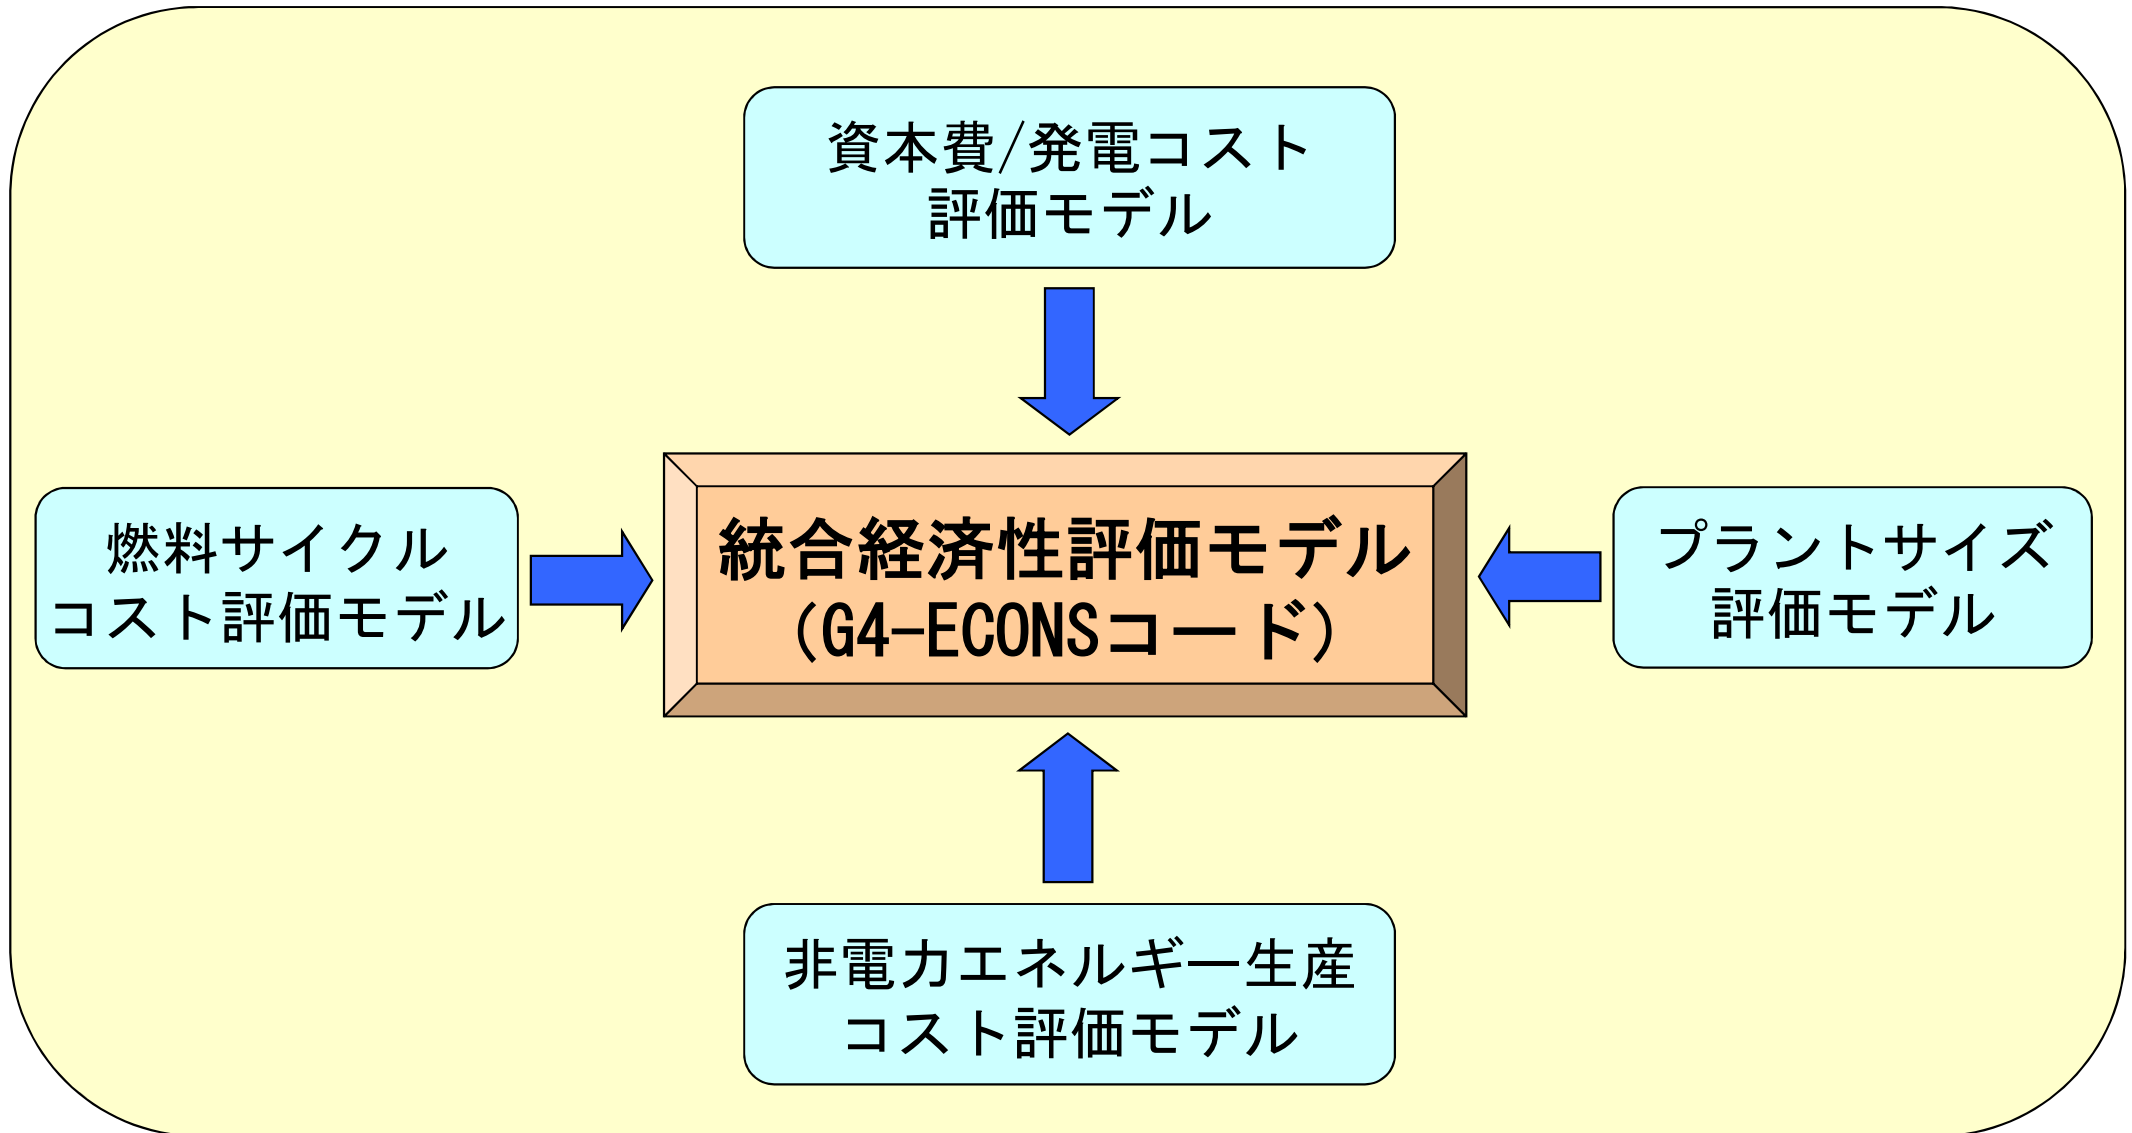 資本費/発電コスト
評価モデル
燃料サイクル
コスト評価モデル
統合経済性評価モデル
（G4-ECONSコード）
プラントサイズ
評価モデル
非電力エネルギー生産
コスト評価モデル